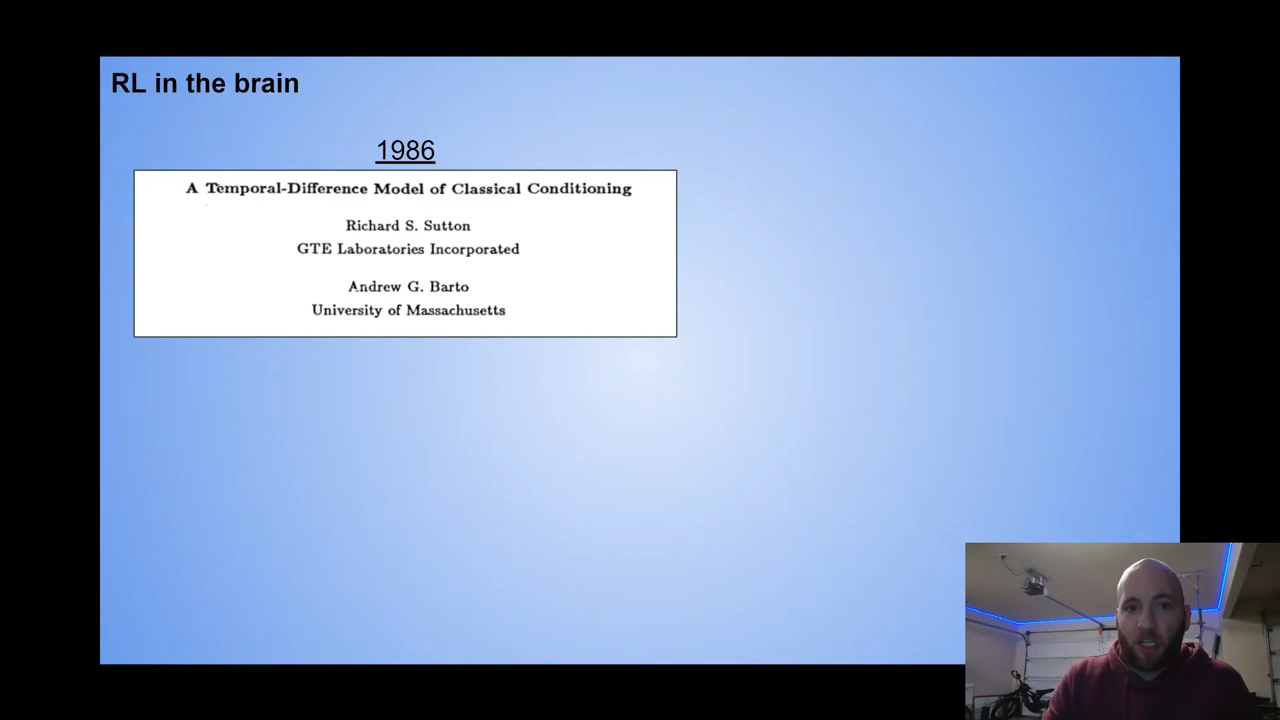 RL in the brain
1986
A Temporal-Difference Model of Classical Conditioning
Richard S. Sutton
GTE Laboratories Incorporated
Andrew G. Barto
University of Massachusetts